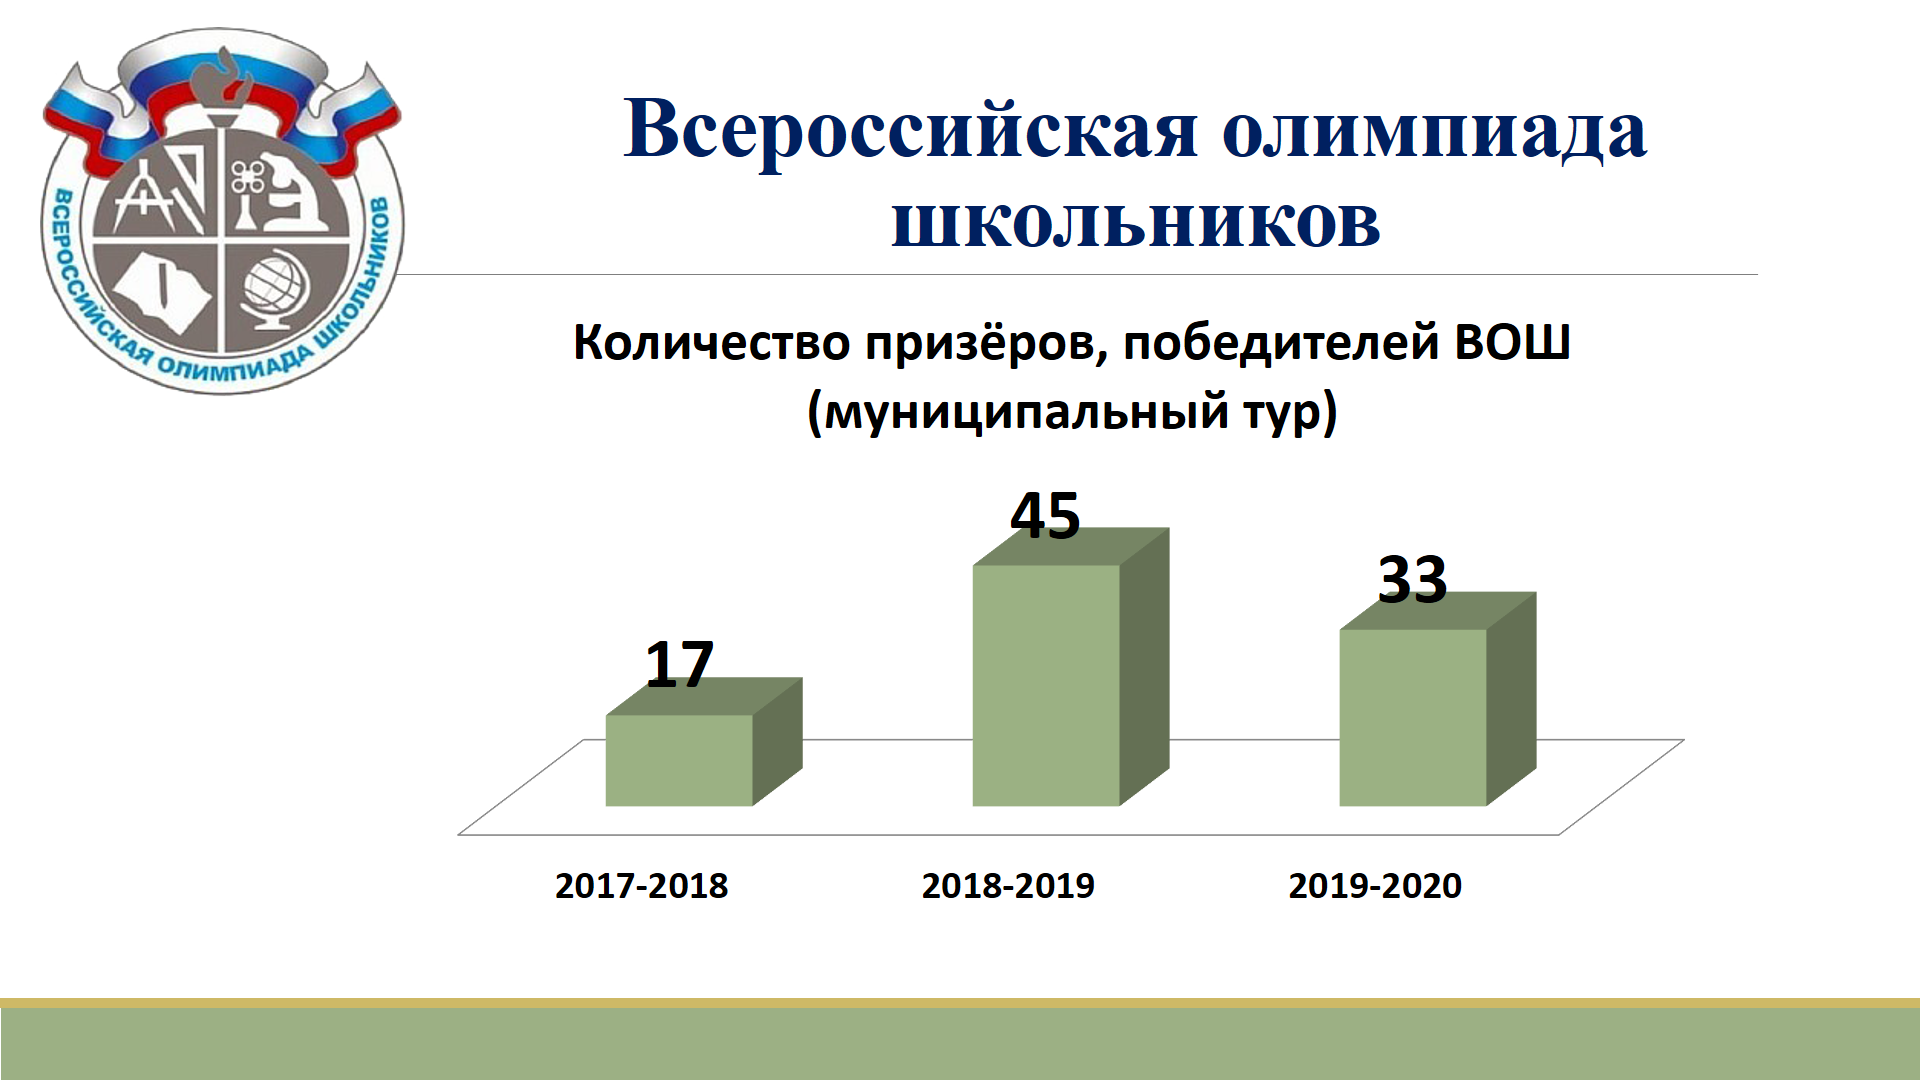 ВСЕРОССИЙСКАЯ ОЛИМПИАДА ШКОЛЬНИКОВ
Всероссийская олимпиада
школьников
Количество призёров, победителей ВОШ
(муниципальный тур)
45
33
17
2017-2018 2018-2019 2019-2020